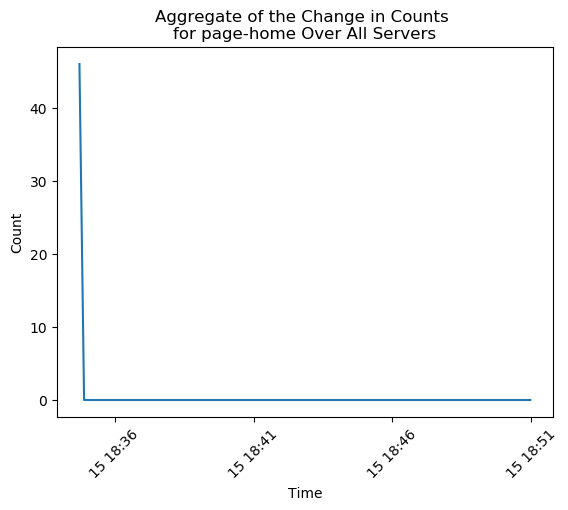 Aggregate of the Change in Counts
for page-home Over All Servers
Count
40
30
20
10
0
15 18:36
15 18:41
15 18:46
15 18:51
Time